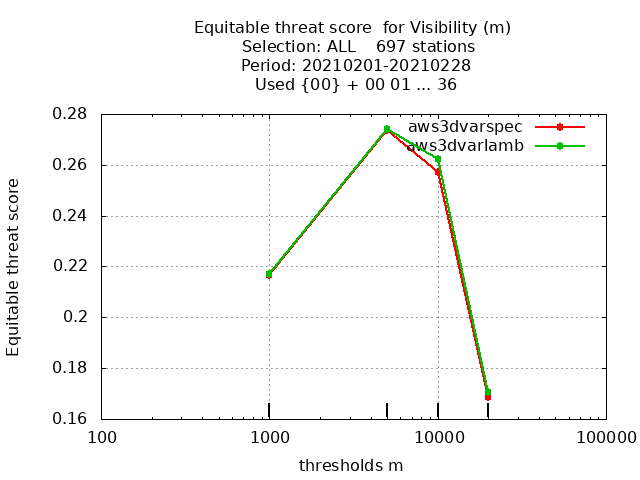 Equitable threat score  for Visibility (m)
Selection: ALL    697 stations
Period: 20210201-20210228
Used {00} + 00 01 ... 36
aws3dvarspec
aws3dvarlamb
Equitable threat score
0.28
0.26
0.24
0.22
0.2
0.18
0.16
100
1000
10000
100000
thresholds m